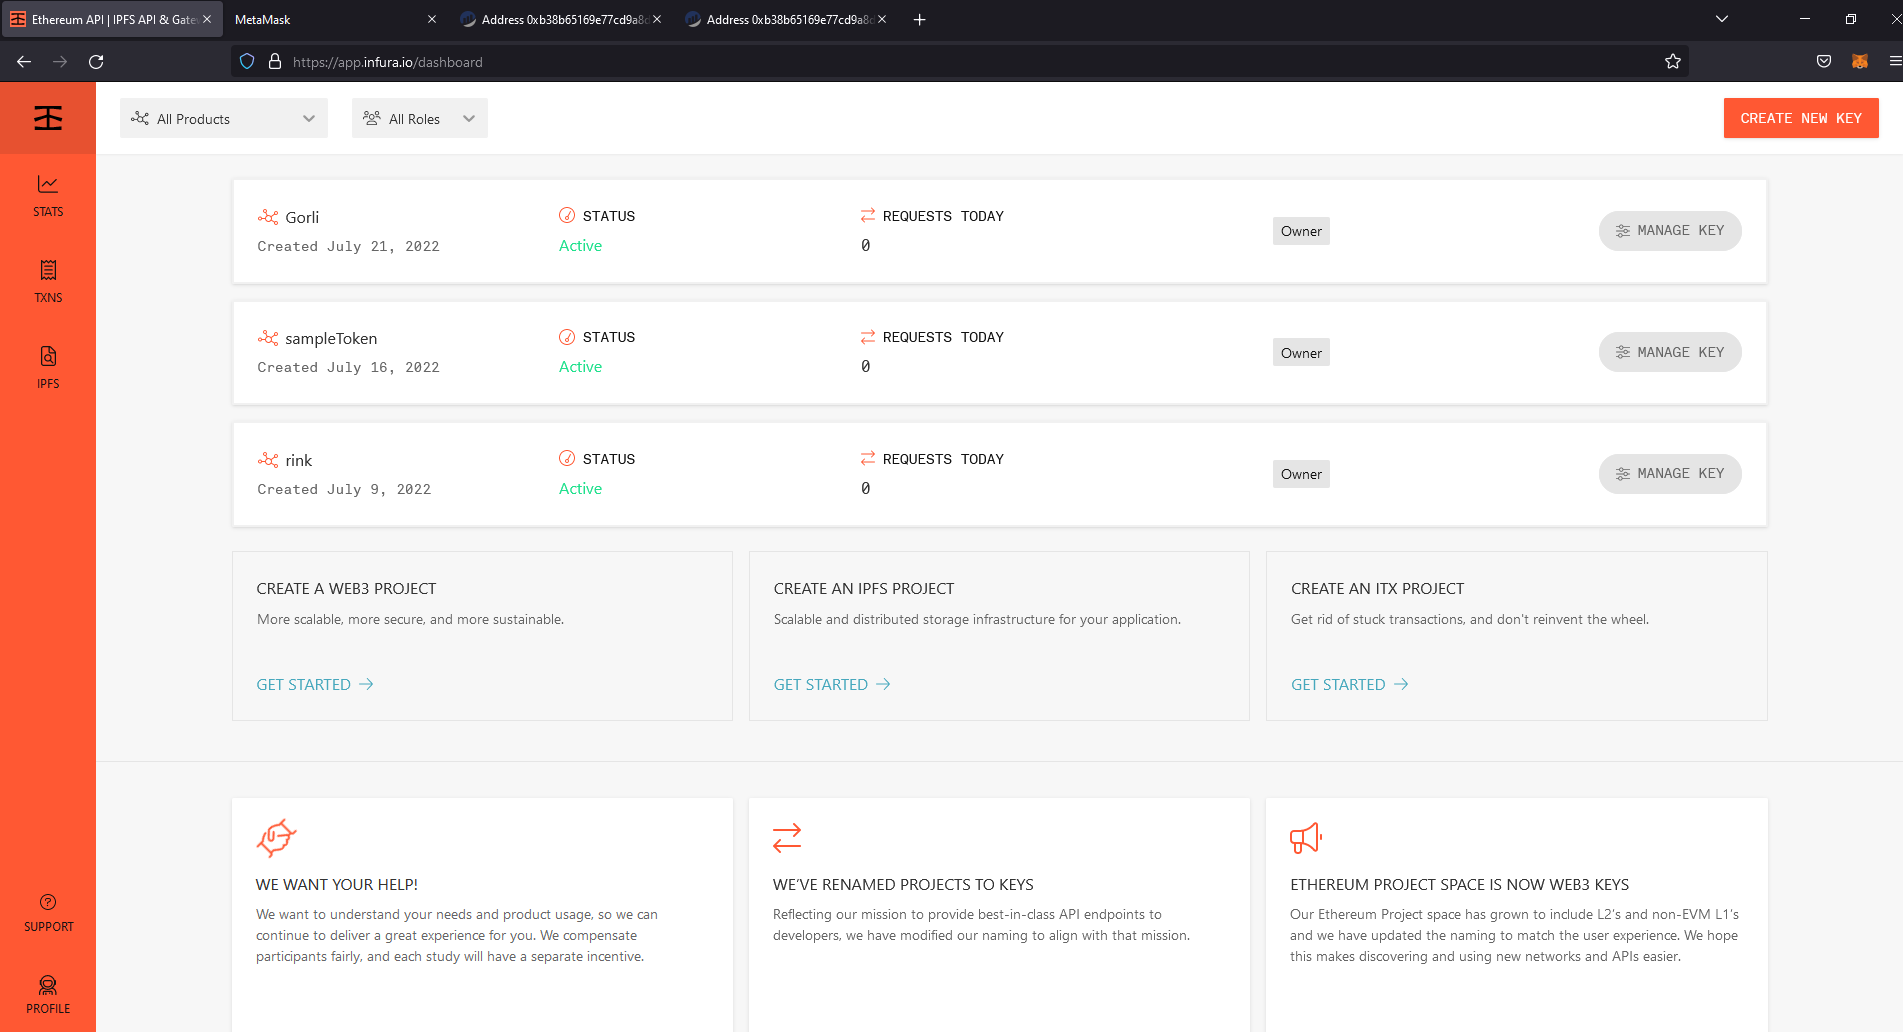 Ethereum API | IPFS API & Gatew
MetaMask
Address 0xb38b65169e77cd9a8d
Address 0xb38b65169e77cd9a8d
https://app.infura.io/dashboard
All Products
All Roles
CREATE NEW KEY
STATS
TXNS
IPFS
SUPPORT
PROFILE
Gorli
STATUS
REQUESTS TODAY
Owner
MANAGE KEY
Created July 21, 2022
Active
0
sampleToken
STATUS
REQUESTS TODAY
Owner
MANAGE KEY
Created July 16, 2022
Active
0
rink
STATUS
REQUESTS TODAY
Owner
MANAGE KEY
Created July 9, 2022
Active
0
CREATE A WEB3 PROJECT
More scalable, more secure, and more sustainable.
GET STARTED
CREATE AN IPFS PROJECT
Scalable and distributed storage infrastructure for your application.
GET STARTED
CREATE AN ITX PROJECT
Get rid of stuck transactions, and don't reinvent the wheel.
GET STARTED
WE WANT YOUR HELP!
We want to understand your needs and product usage, so we can
continue to deliver a great experience for you. We compensate
participants fairly, and each study will have a separate incentive.
WE'VE RENAMED PROJECTS TO KEYS
Reflecting our mission to provide best-in-class API endpoints to
developers, we have modified our naming to align with that mission.
ETHEREUM PROJECT SPACE IS NOW WEB3 KEYS
Our Ethereum Project space has grown to include L2's and non-EVM L1's
and we have updated the naming to match the user experience. We hope
this makes discovering and using new networks and APIs easier.